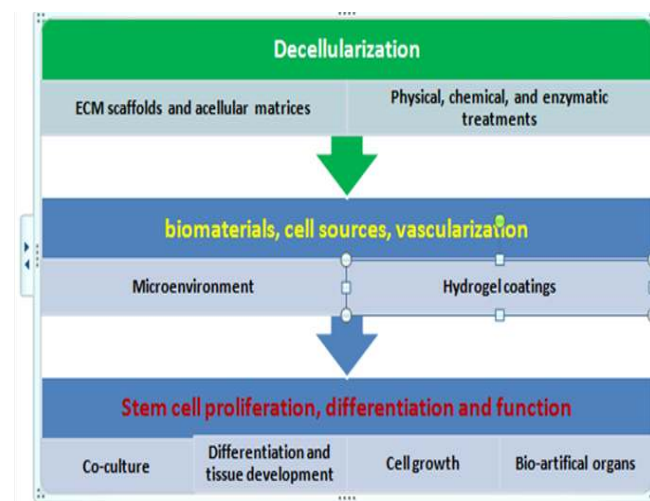 Decellularization
ECM scaffolds and acellular matrices
Physical, chemical, and enzymatic
treatments
biomaterials, cell sources, vascularization
Microenvironment
Hydrogel coatings
Stem cell proliferation, differentiation and function
Co-culture
Differentiation and
tissue development
Cell growth
Bio-artifical organs